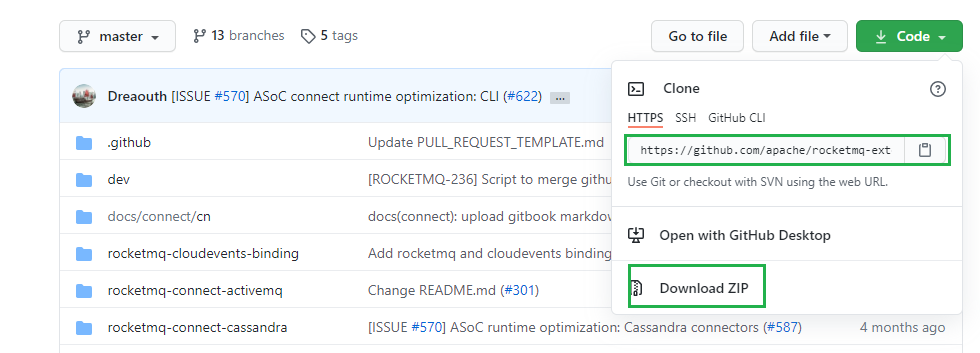 master
13 branches
5 tags
Go to file
Add file
Code
Dreaouth [ISSUE #570] ASoC connect runtime optimization: CLI (#622) ...
Clone
HTTPS SSH GitHub CLI
https://github.com/apache/rocketmq-ext
Use Git or checkout with SVN using the web URL.
Open with GitHub Desktop
Download ZIP
.github Update PULL_REQUEST_TEMPLATE.md
dev [ROCKETMQ-236] Script to merge githu
docs/connect/cn docs(connect): upload gitbook markdow
rocketmq-cloudevents-binding Add rocketmq and cloudevents binding
rocketmq-connect-activemq Change README.md (#301)
rocketmq-connect-cassandra [ISSUE #570] ASoC runtime optimization: Cassandra connectors (#587) 4 months ago